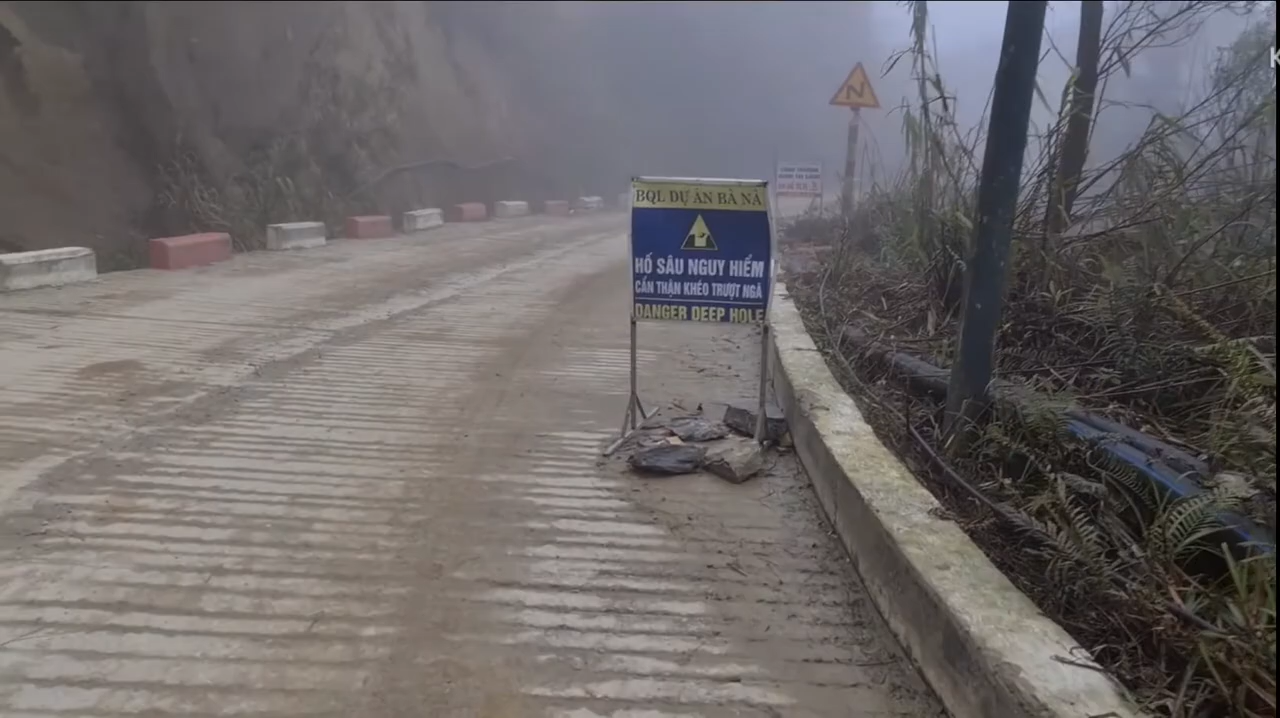 BQL DỰ ÁN BÀ NÀ
HỐ SÂU NGUY HIỂM
CẨN THẬN KHÉO TRƯỢT NGÃ
DANGER DEEP HOLE